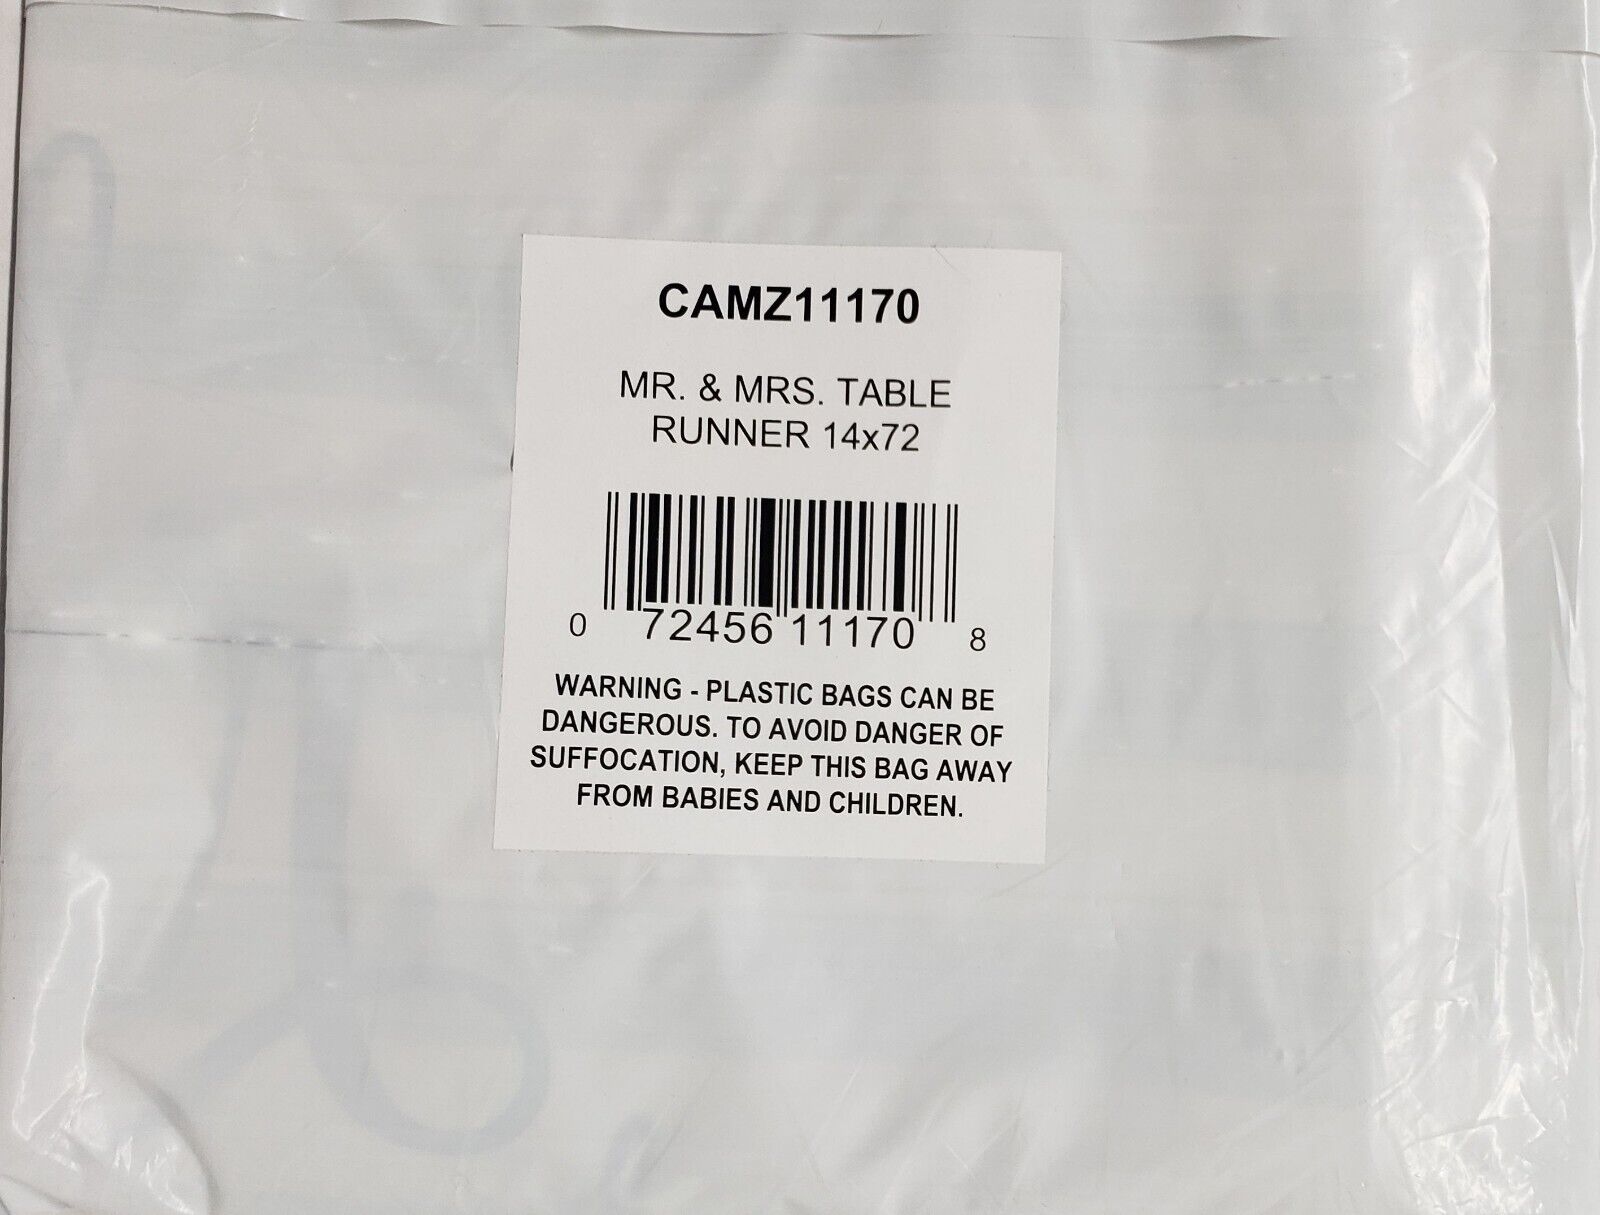 CAMZ11170
MR. & MRS. TABLE
RUNNER 14x72
0 72456 11170 8
WARNING - PLASTIC BAGS CAN BE
DANGEROUS. TO AVOID DANGER OF
SUFFOCATION, KEEP THIS BAG AWAY
FROM BABIES AND CHILDREN.